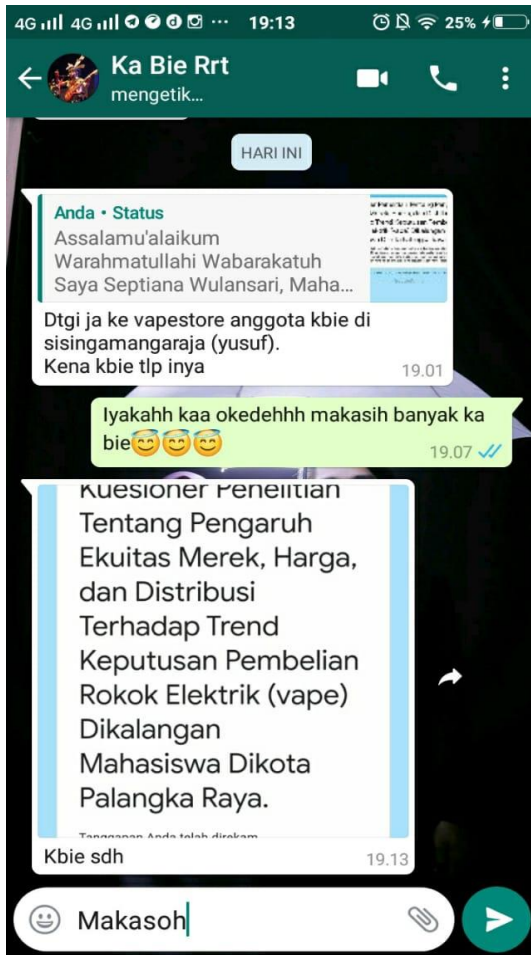 4G 4G ... 19:13 25%
Ka Bie Rrt
mengetik...
HARI INI
Anda • Status
Assalamu'alaikum
Warahmatullahi Wabarakatuh
Saya Septiana Wulansari, Maha...
Dtgi ja ke vapestore anggota kbie di
sisingamangaraja (yusuf).
Kena kbie tlp inya
19.01
Iyakahh kaa okedehhh makasih banyak ka
bie😇😇😇
19.07
Kuesioner Penelitian
Tentang Pengaruh
Ekuitas Merek, Harga,
dan Distribusi
Terhadap Trend
Keputusan Pembelian
Rokok Elektrik (vape)
Dikalangan
Mahasiswa Dikota
Palangka Raya.
Tanggapan Anda telah direkam
Kbie sdh
19.13
Makasoh